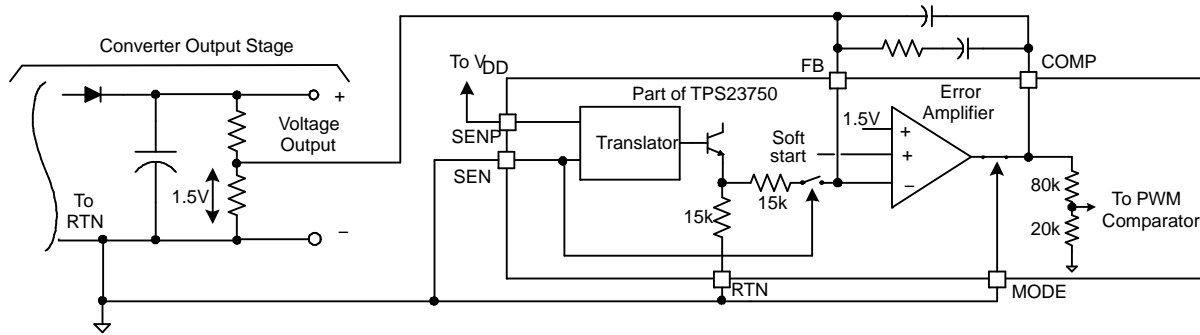 Converter Output Stage
To VDD
FB
COMP
Part of TPS23750
Error
Amplifier
+
Voltage
Output
SENP
Translator
1.5V
+
Soft
start
+
SEN
−
1.5V
To
RTN
15k
15k
80k
20k
To PWM
Comparator
−
RTN
MODE